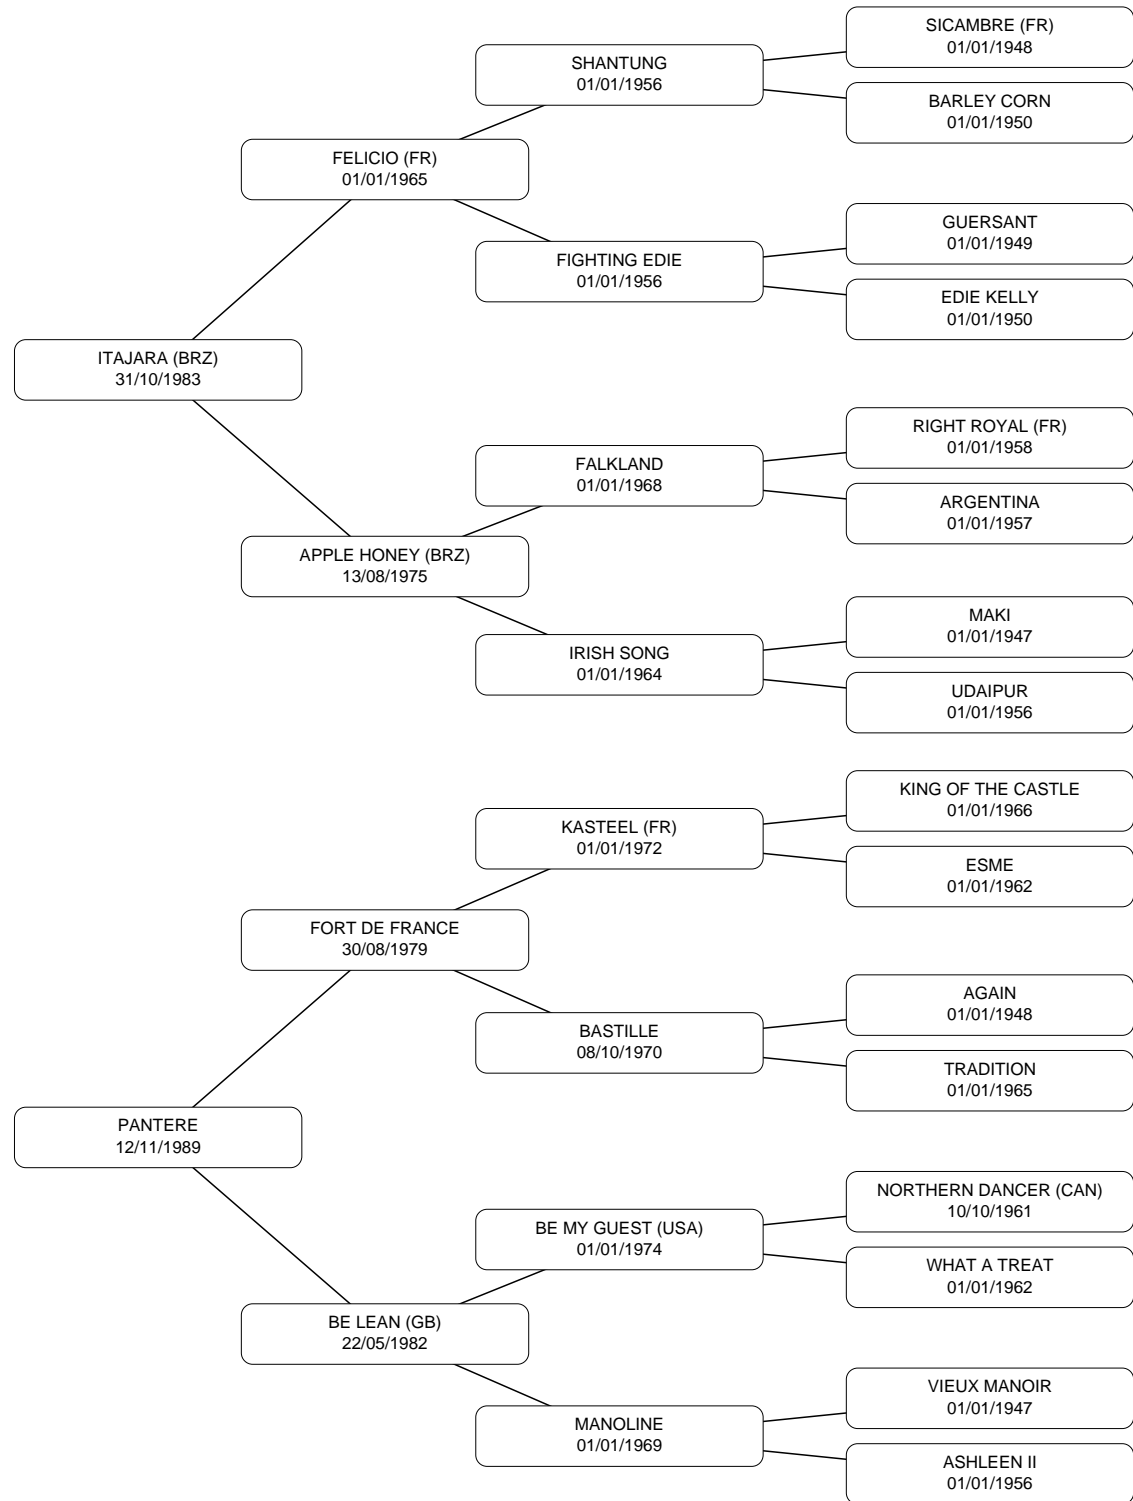 SICAMBRE (FR)
01/01/1948
SHANTUNG
01/01/1956
BARLEY CORN
01/01/1950
FELICIO (FR)
01/01/1965
GUERSANT
01/01/1949
FIGHTING EDIE
01/01/1956
EDIE KELLY
01/01/1950
ITAJARA (BRZ)
31/10/1983
RIGHT ROYAL (FR)
01/01/1958
FALKLAND
01/01/1968
ARGENTINA
01/01/1957
APPLE HONEY (BRZ)
13/08/1975
MAKI
01/01/1947
IRISH SONG
01/01/1964
UDAIPUR
01/01/1956
KING OF THE CASTLE
01/01/1966
KASTEEL (FR)
01/01/1972
ESME
01/01/1962
FORT DE FRANCE
30/08/1979
AGAIN
01/01/1948
BASTILLE
08/10/1970
TRADITION
01/01/1965
PANTERE
12/11/1989
NORTHERN DANCER (CAN)
10/10/1961
BE MY GUEST (USA)
01/01/1974
WHAT A TREAT
01/01/1962
BE LEAN (GB)
22/05/1982
VIEUX MANOIR
01/01/1947
MANOLINE
01/01/1969
ASHLEEN II
01/01/1956